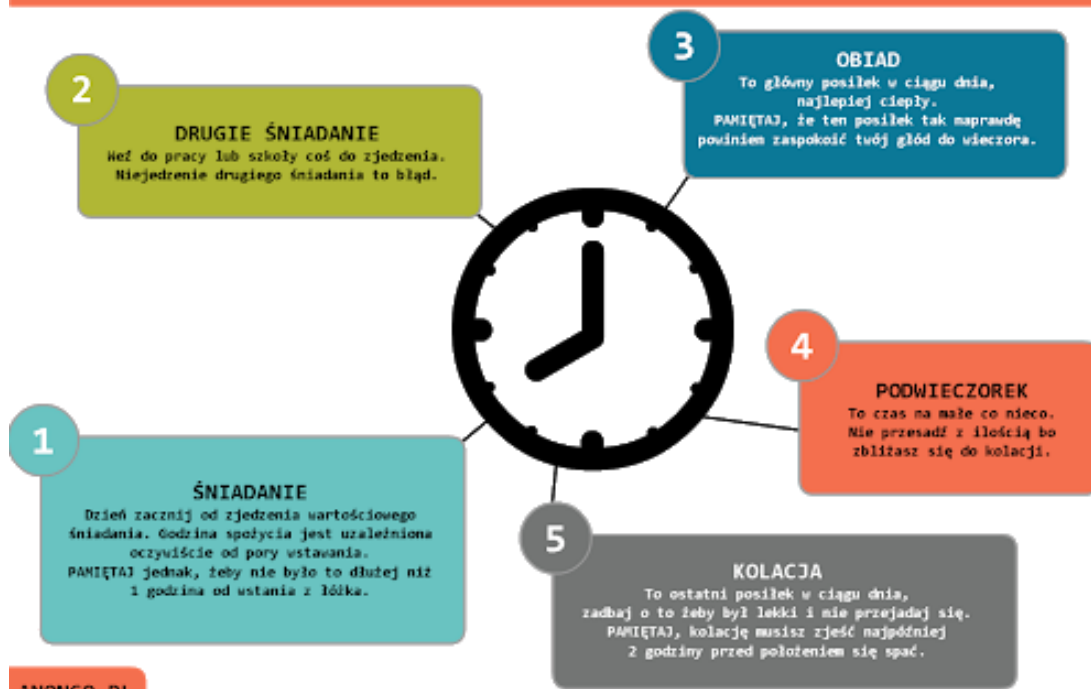 1
ŚNIADANIE
Dzień zacznij od zjedzenia wartościowego
śniadania. Godzina spożycia jest uzależniona
oczywiście od pory wstawania.
PAMIĘTAJ jednak, żeby nie było to dłużej niż
1 godzina od wstania z łóżka.
2
DRUGIE ŚNIADANIE
Weź do pracy lub szkoły coś do zjedzenia.
Niejedzenie drugiego śniadania to błąd.
3
OBIAD
To główny posiłek w ciągu dnia,
najlepiej ciepły.
PAMIĘTAJ, że ten posiłek tak maprawdę
powiniem zaspokoić twój głód do wieczora.
4
PODWIECZOREK
To czas na małe co nieco.
Nie przesadź z ilością bo
zbliżasz się do kolacji.
5
KOLACJA
To ostatni posiłek w ciągu dnia,
zadbaj o to żeby był lekki i nie przejadaj się.
PAMIĘTAJ, kolację musisz zjeść najpóźniej
2 godziny przed położeniem się spać.